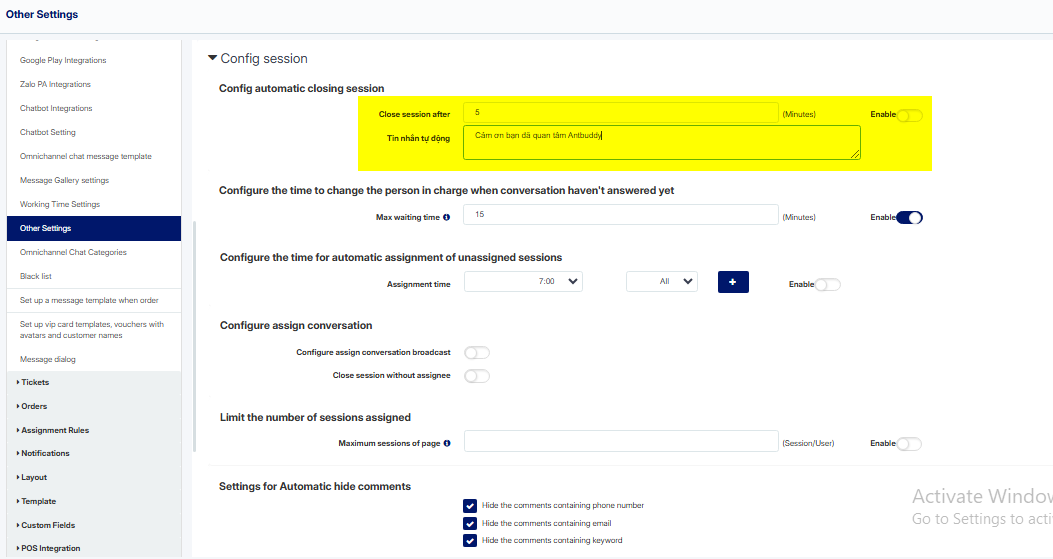 Other Settings
Google Play Integrations
Zalo PA Integrations
Chatbot Integrations
Chatbot Setting
Omnichannel chat message template
Message Gallery settings
Working Time Settings
Other Settings
Omnichannel Chat Categories
Black list
Set up a message template when order
Set up vip card templates, vouchers with
avatars and customer names
Message dialog
Tickets
Orders
Assignment Rules
Notifications
Layout
Template
Custom Fields
POS Integration
Config session
Config automatic closing session
Close session after 5 (Minutes) Enable
Tin nhắn tự động Cảm ơn bạn đã quan tâm Antbuddy
Configure the time to change the person in charge when conversation haven't answered yet
Max waiting time 15 (Minutes) Enable
Configure the time for automatic assignment of unassigned sessions
Assignment time 7:00 All + Enable
Configure assign conversation
Configure assign conversation broadcast
Close session without assignee
Limit the number of sessions assigned
Maximum sessions of page (Session/User) Enable
Settings for Automatic hide comments
Hide the comments containing phone number
Hide the comments containing email
Hide the comments containing keyword
Activate Window
Go to Settings to acti